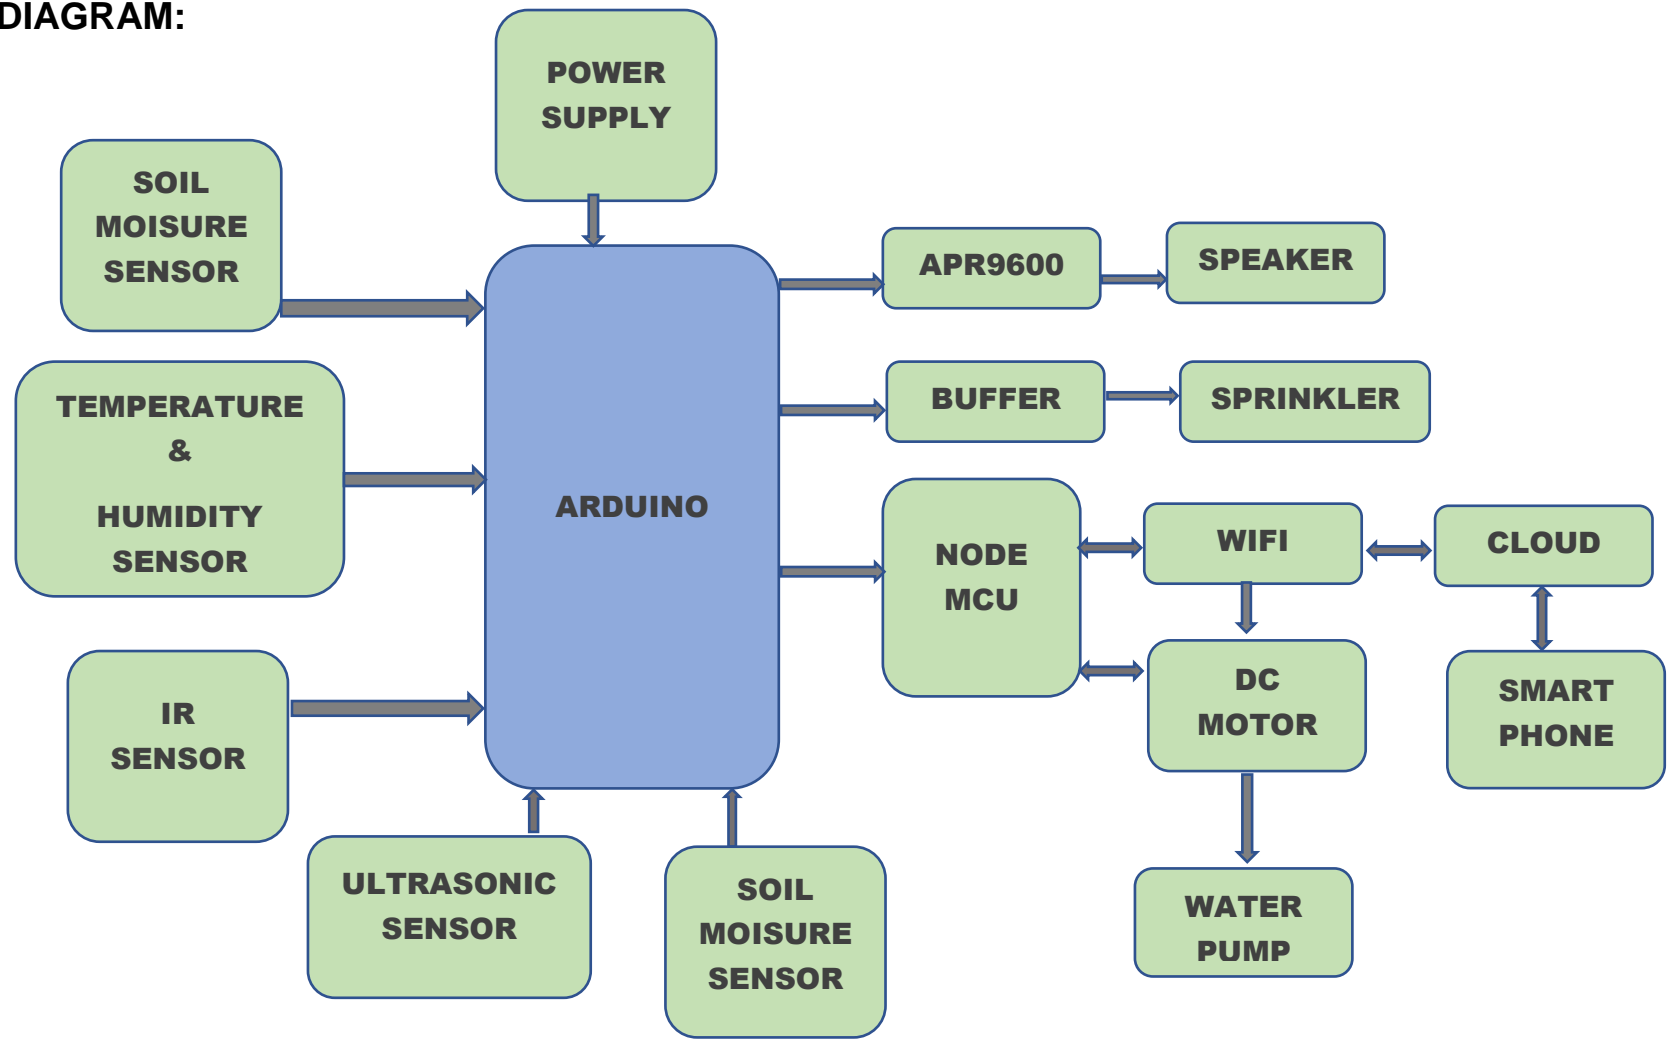 DIAGRAM:
POWER
SUPPLY
SOIL
MOISURE
SENSOR
TEMPERATURE
&
HUMIDITY
SENSOR
IR
SENSOR
ULTRASONIC
SENSOR
SOIL
MOISURE
SENSOR
ARDUINO
APR9600
SPEAKER
BUFFER
SPRINKLER
NODE
MCU
WIFI
CLOUD
DC
MOTOR
SMART
PHONE
WATER
PUMP